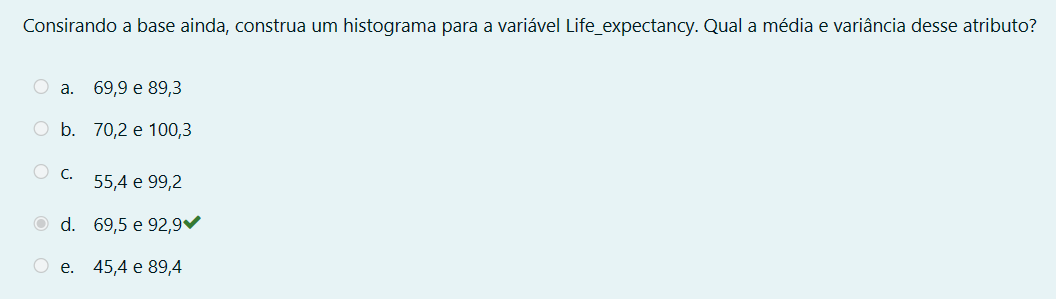 Consirando a base ainda, construa um histograma para a variável Life_expectancy. Qual a média e variância desse atributo?
a. 69,9 e 89,3
b. 70,2 e 100,3
c. 55,4 e 99,2
d. 69,5 e 92,9
e. 45,4 e 89,4